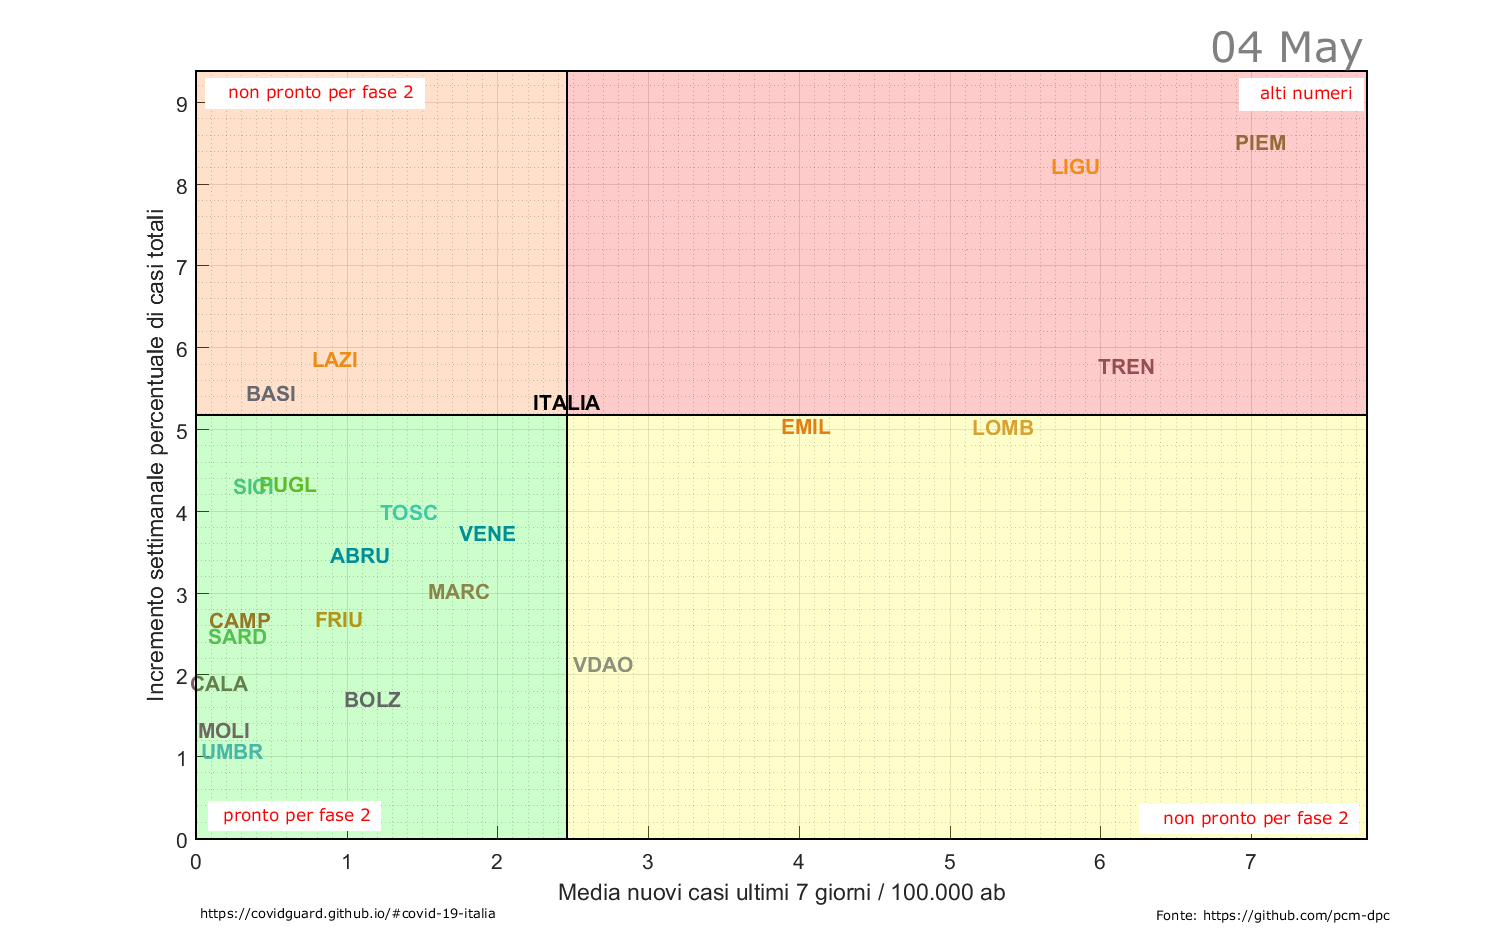 04 May
non pronto per fase 2
alti numeri
9
PIEM
LIGU
8
7
6
LAZI
TREN
BASI
ITALIA
5
EMIL
LOMB
SICI
PUGL
4
TOSC
VENE
ABRU
3
MARC
CAMP
FRIU
SARD
2
VDAO
CALA
BOLZ
MOLI
1
UMBR
pronto per fase 2
non pronto per fase 2
0
Incremento settimanale percentuale di casi totali
0 1 2 3 4 5 6 7
Media nuovi casi ultimi 7 giorni / 100.000 ab
https://covidguard.github.io/#covid-19-italia
Fonte: https://github.com/pcm-dpc